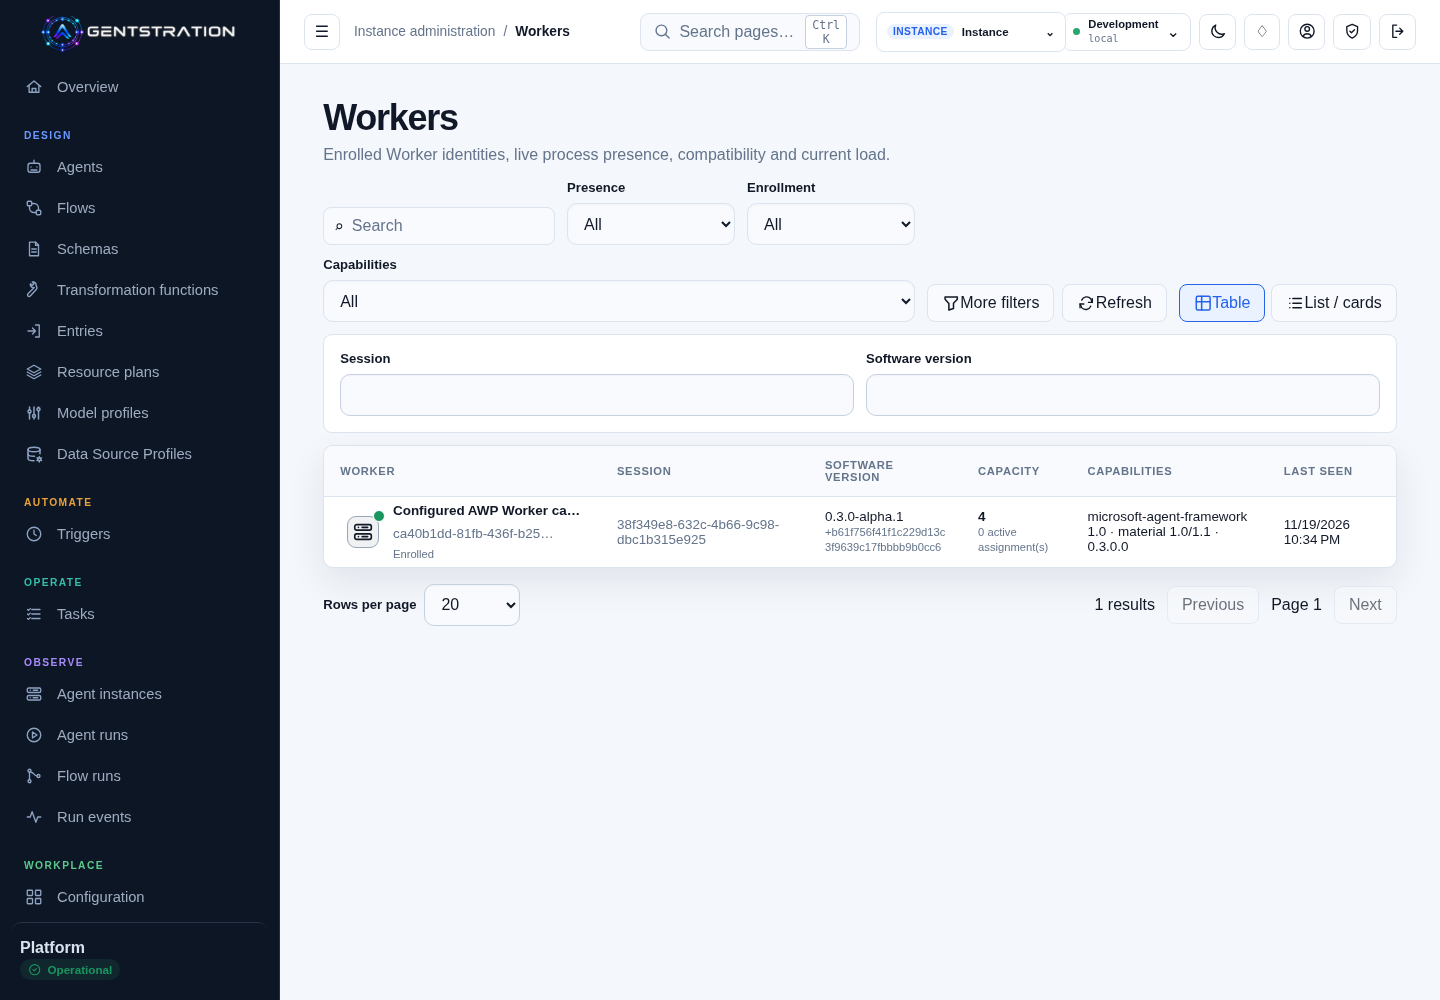 GENTSTRATION
Overview
DESIGN
Agents
Flows
Schemas
Transformation functions
Entries
Resource plans
Model profiles
Data Source Profiles
AUTOMATE
Triggers
OPERATE
Tasks
OBSERVE
Agent instances
Agent runs
Flow runs
Run events
WORKPLACE
Configuration
Platform
Operational
Instance administration / Workers
Search pages…
Ctrl
K
INSTANCE Instance
Development
local
Workers
Enrolled Worker identities, live process presence, compatibility and current load.
Search
Presence
All
Enrollment
All
Capabilities
All
More filters
Refresh
Table
List / cards
Session
Software version
WORKER
SESSION
SOFTWARE
VERSION
CAPACITY
CAPABILITIES
LAST SEEN
Configured AWP Worker ca…
ca40b1dd-81fb-436f-b25…
Enrolled
38f349e8-632c-4b66-9c98-
dbc1b315e925
0.3.0-alpha.1
+b61f756f41f1c229d13c
3f9639c17fbbbb9b0cc6
4
0 active
assignment(s)
microsoft-agent-framework
1.0 · material 1.0/1.1 ·
0.3.0.0
11/19/2026
10:34 PM
Rows per page
20
1 results
Previous
Page 1
Next